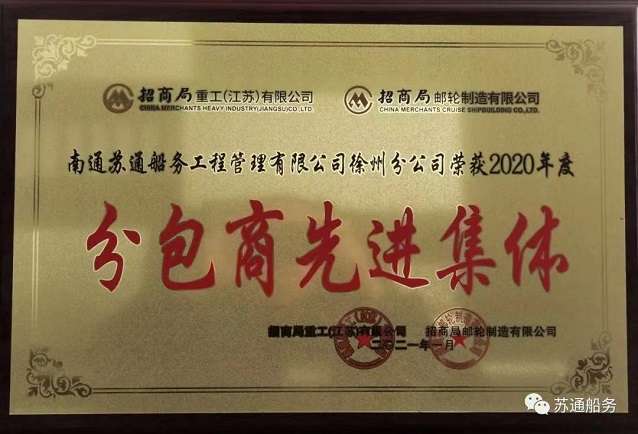 招商局重工(江苏)有限公司 招商局邮轮制造有限公司
CHINA MERCHANTS HEAVY INDUSTRY(JIANGSU)CO.,LTD. CHINA MERCHANTS CRUISE SHIPBUILDING CO.,LTD.
南通苏通船务工程管理有限公司徐州分公司荣获2020年度
分包商先进集体
招商局重工(江苏)有限公司 招商局邮轮制造有限公司
二〇二一年一月
苏通船务